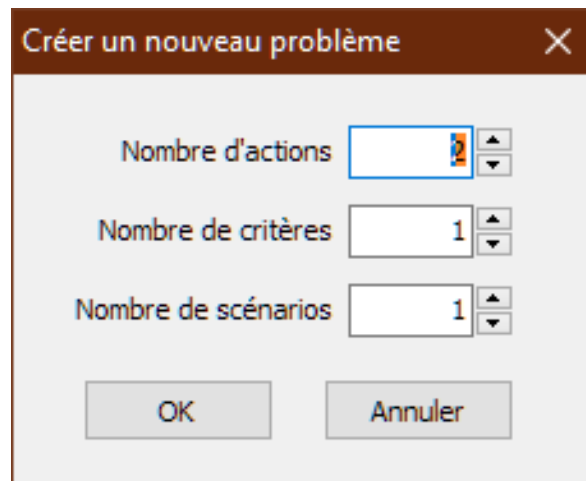 Créer un nouveau problème
Nombre d'actions 2
Nombre de critères 1
Nombre de scénarios 1
OK Annuler